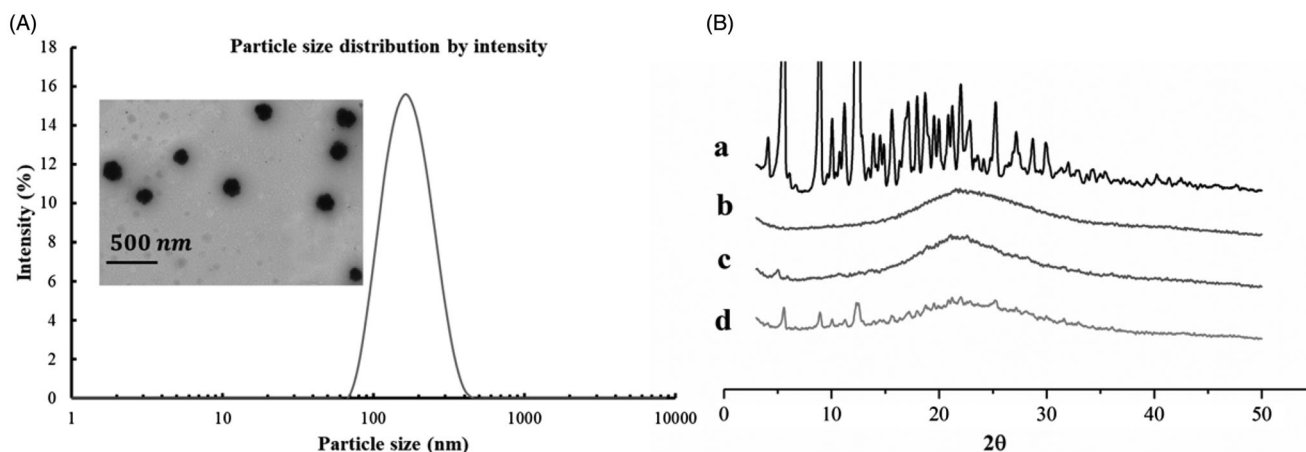 (A)
Particle size distribution by intensity
18
16
14
12
10
8
6
4
2
0
Intensity (%)
500 nm
1 10 100 1000 10000
Particle size (nm)
(B)
a
b
c
d
0 10 20 30 40 50
2θ